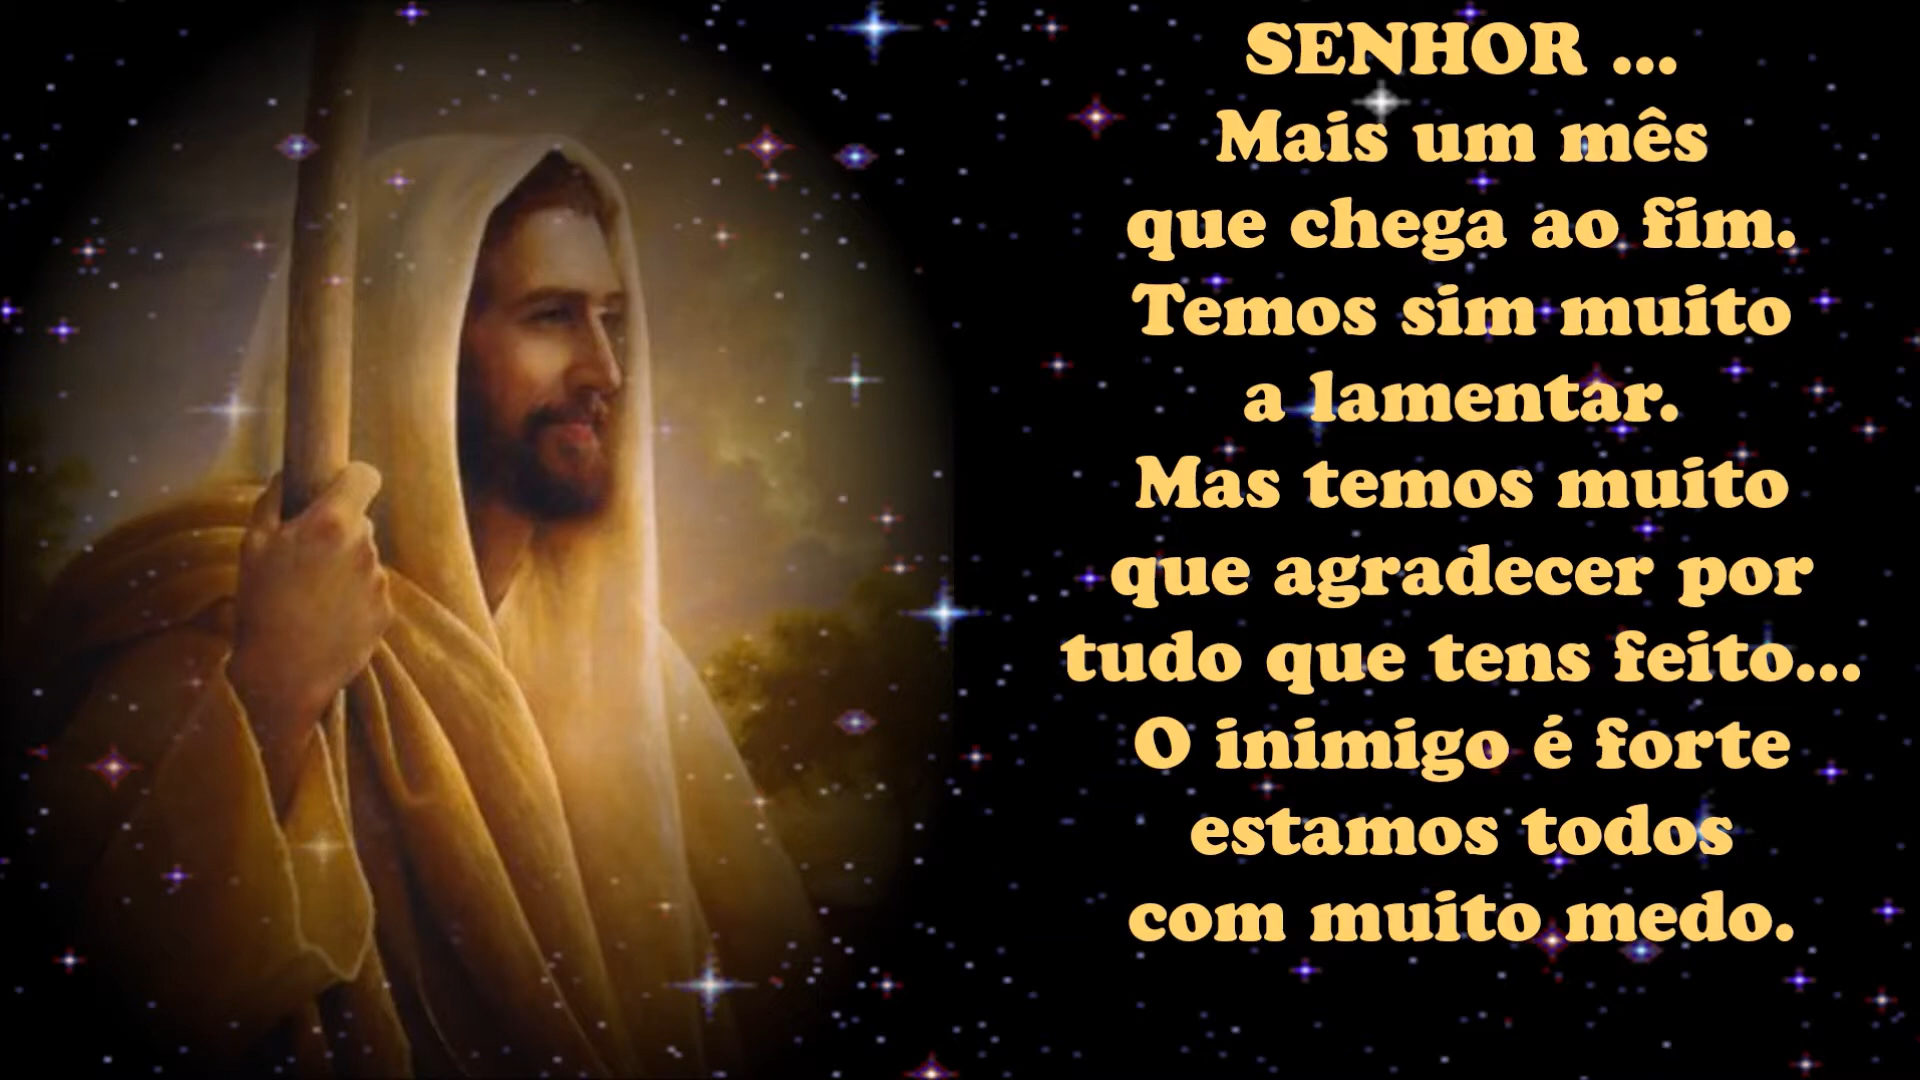 SENHOR ...
Mais um mês
que chega ao fim.
Temos sim muito
a lamentar.
Mas temos muito
que agradecer por
tudo que tens feito...
O inimigo é forte
estamos todos
com muito medo.